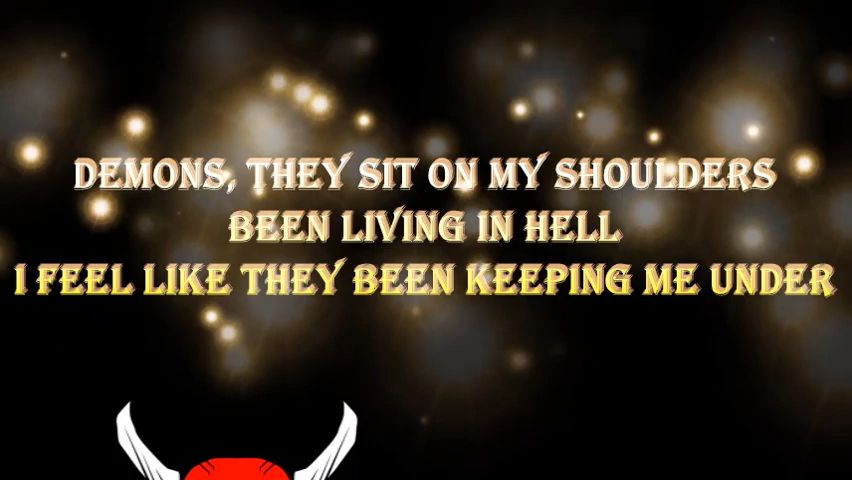 DEMONS, THEY SIT ON MY SHOULDERS
BEEN LIVING IN HELL
I FEEL LIKE THEY BEEN KEEPING ME UNDER